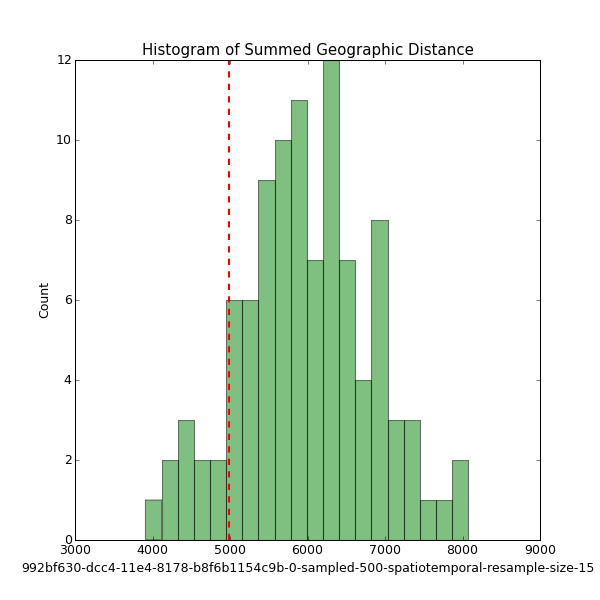 Histogram of Summed Geographic Distance
12
10
8
6
4
2
0
Count
3000 4000 5000 6000 7000 8000 9000
992bf630-dcc4-11e4-8178-b8f6b1154c9b-0-sampled-500-spatiotemporal-resample-size-15